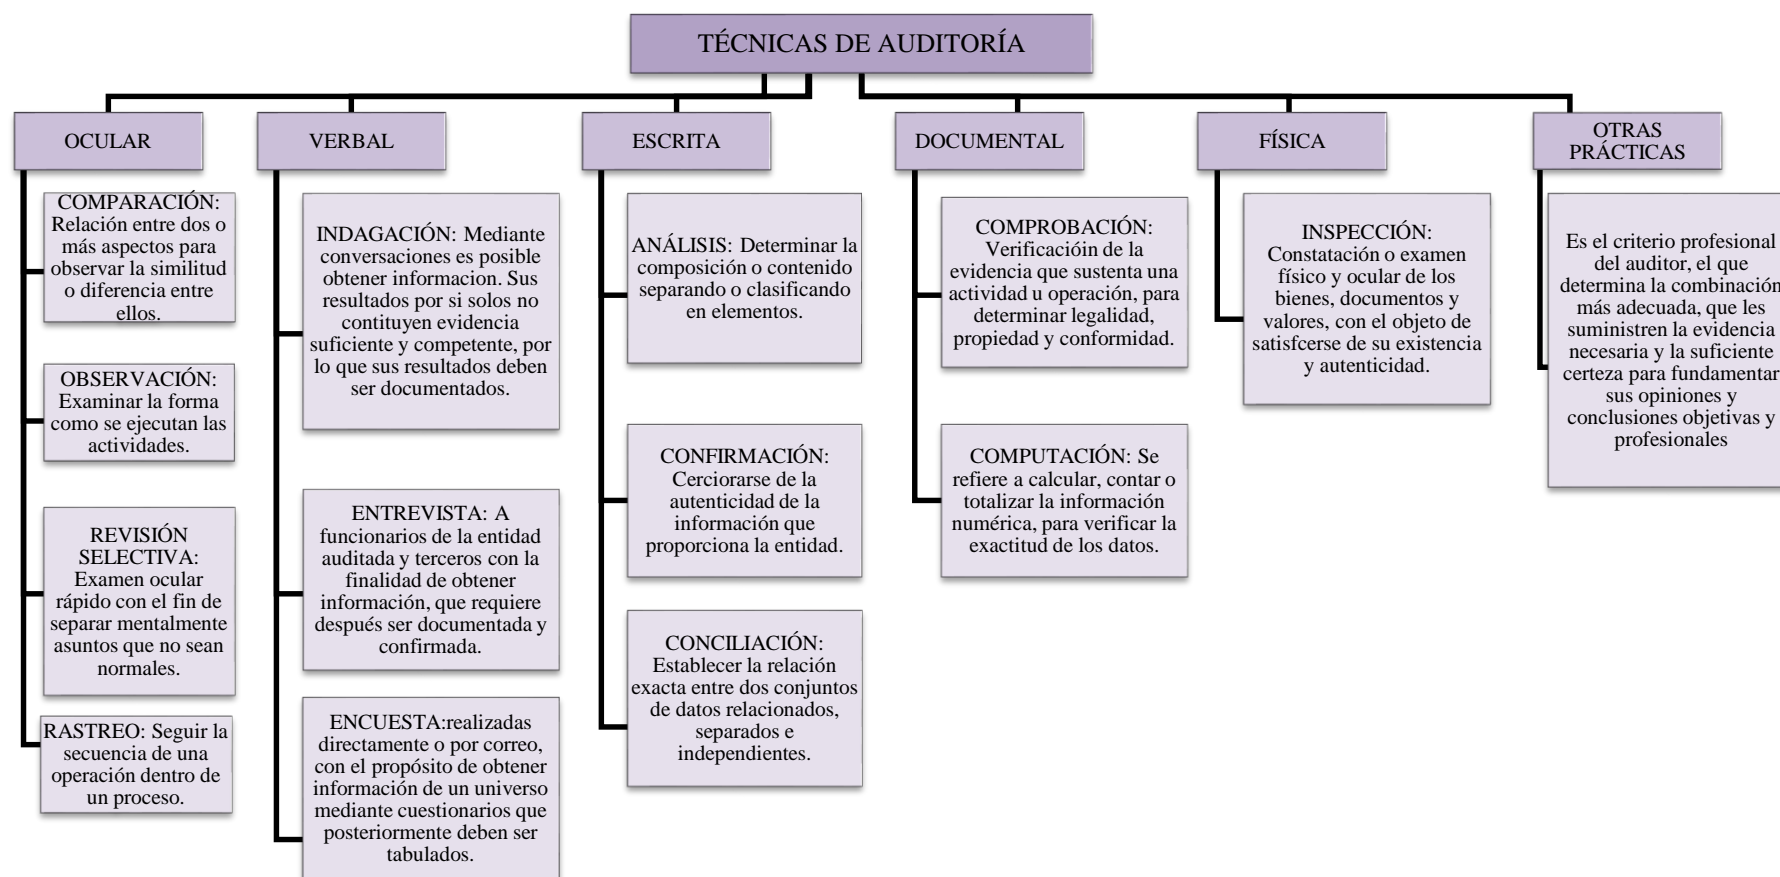 TÉCNICAS DE AUDITORÍA
OCULAR
COMPARACIÓN:
Relación entre dos o
más aspectos para
observar la similitud
o diferencia entre
ellos.
OBSERVACIÓN:
Examinar la forma
como se ejecutan las
actividades.
REVISIÓN
SELECTIVA:
Examen ocular
rápido con el fin de
separar mentalmente
asuntos que no sean
normales.
RASTREO: Seguir la
secuencia de una
operación dentro de
un proceso.
VERBAL
INDAGACIÓN: Mediante
conversaciones es posible
obtener informacion. Sus
resultados por si solos no
contituyen evidencia
suficiente y competente, por
lo que sus resultados deben
ser documentados.
ENTREVISTA: A
funcionarios de la entidad
auditada y terceros con la
finalidad de obtener
información, que requiere
después ser documentada y
confirmada.
ENCUESTA:realizadas
directamente o por correo,
con el propósito de obtener
información de un universo
mediante cuestionarios que
posteriormente deben ser
tabulados.
ESCRITA
ANÁLISIS: Determinar la
composición o contenido
separando o clasificando
en elementos.
CONFIRMACIÓN:
Cerciorarse de la
autenticidad de la
información que
proporciona la entidad.
CONCILIACIÓN:
Establecer la relación
exacta entre dos conjuntos
de datos relacionados,
separados e
independientes.
DOCUMENTAL
COMPROBACIÓN:
Verificacióin de la
evidencia que sustenta una
actividad u operación, para
determinar legalidad,
propiedad y conformidad.
COMPUTACIÓN: Se
refiere a calcular, contar o
totalizar la información
numérica, para verificar la
exactitud de los datos.
FÍSICA
INSPECCIÓN:
Constatación o examen
físico y ocular de los
bienes, documentos y
valores, con el objeto de
satisfcerse de su existencia
y autenticidad.
OTRAS
PRÁCTICAS
Es el criterio profesional
del auditor, el que
determina la combinación
más adecuada, que les
suministren la evidencia
necesaria y la suficiente
certeza para fundamentar
sus opiniones y
conclusiones objetivas y
profesionales